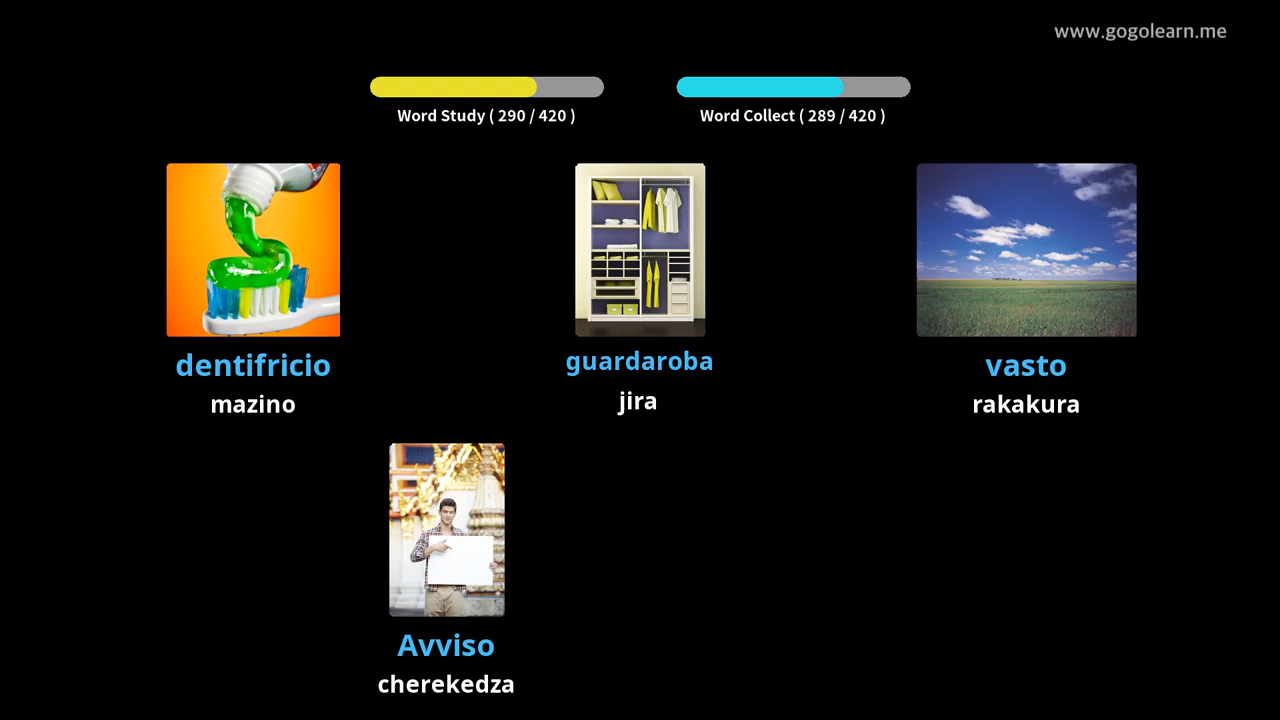 www.gogolearn.me
Word Study ( 290 / 420 )
Word Collect ( 289 / 420 )
dentifricio
mazino
guardaroba
jira
vasto
rakakura
Avviso
cherekedza